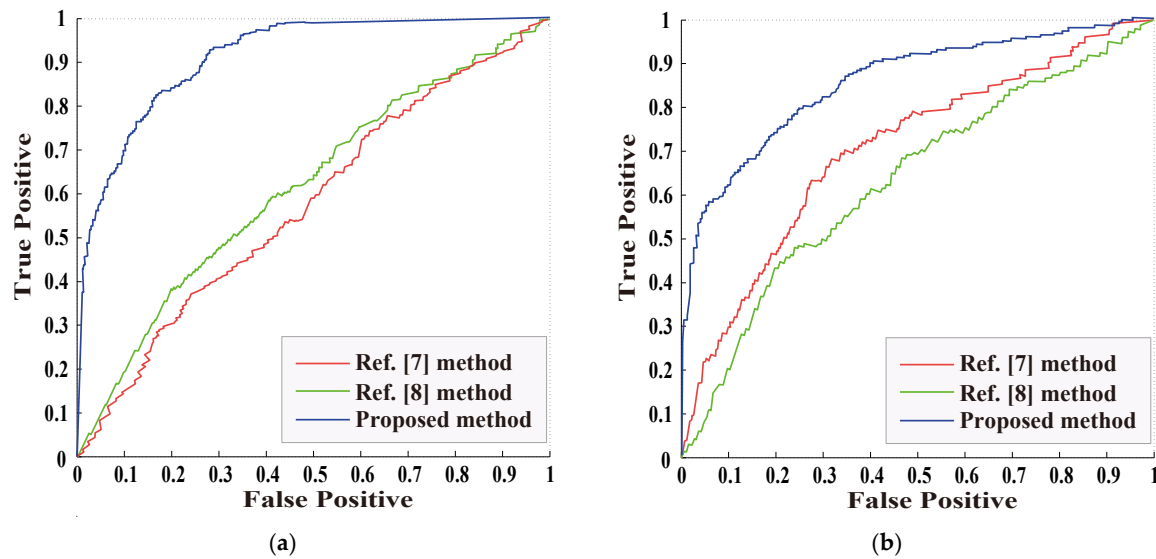 1
0.9
0.8
0.7
0.6
0.5
0.4
0.3
0.2
0.1
0
True Positive
Ref. [7] method
Ref. [8] method
Proposed method
0 0.1 0.2 0.3 0.4 0.5 0.6 0.7 0.8 0.9 1
False Positive
(a)
1
0.9
0.8
0.7
0.6
0.5
0.4
0.3
0.2
0.1
0
True Positive
Ref. [7] method
Ref. [8] method
Proposed method
0 0.1 0.2 0.3 0.4 0.5 0.6 0.7 0.8 0.9 1
False Positive
(b)